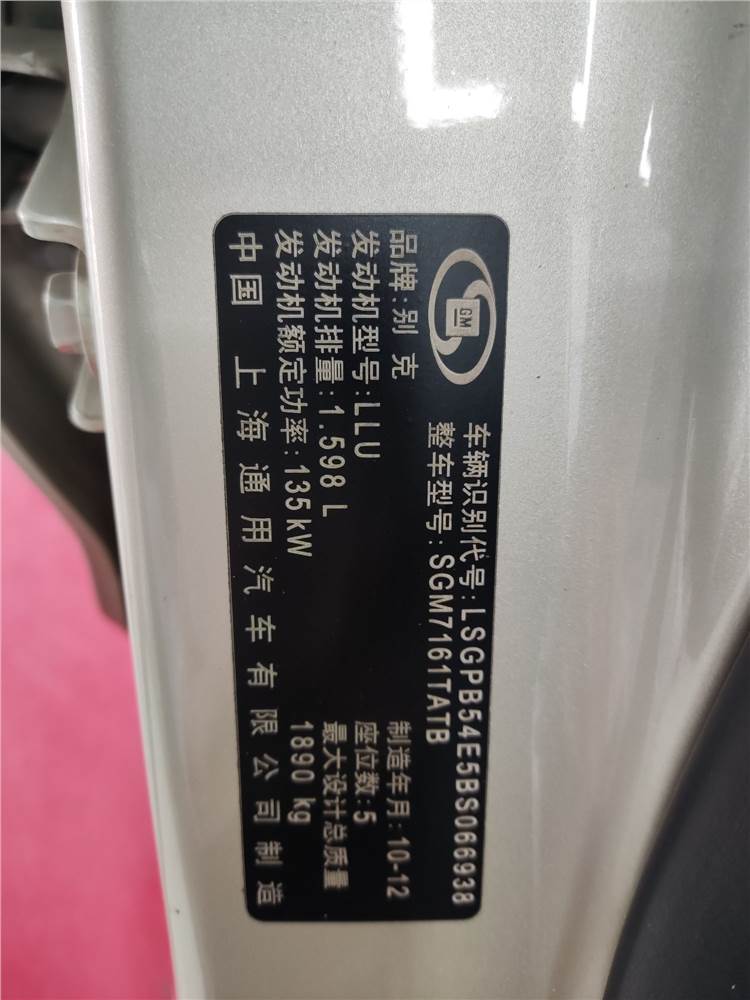 GM
车辆识别代号:LSGPB54E5BS066938
整车型号:SGM7161TATB
品牌:别克
发动机型号:LLU
制造年月:10-12
发动机排量:1.598 L
座位数:5
发动机额定功率:135kW
最大设计总质量
1890 kg
中国 上海通用汽车有限公司制造